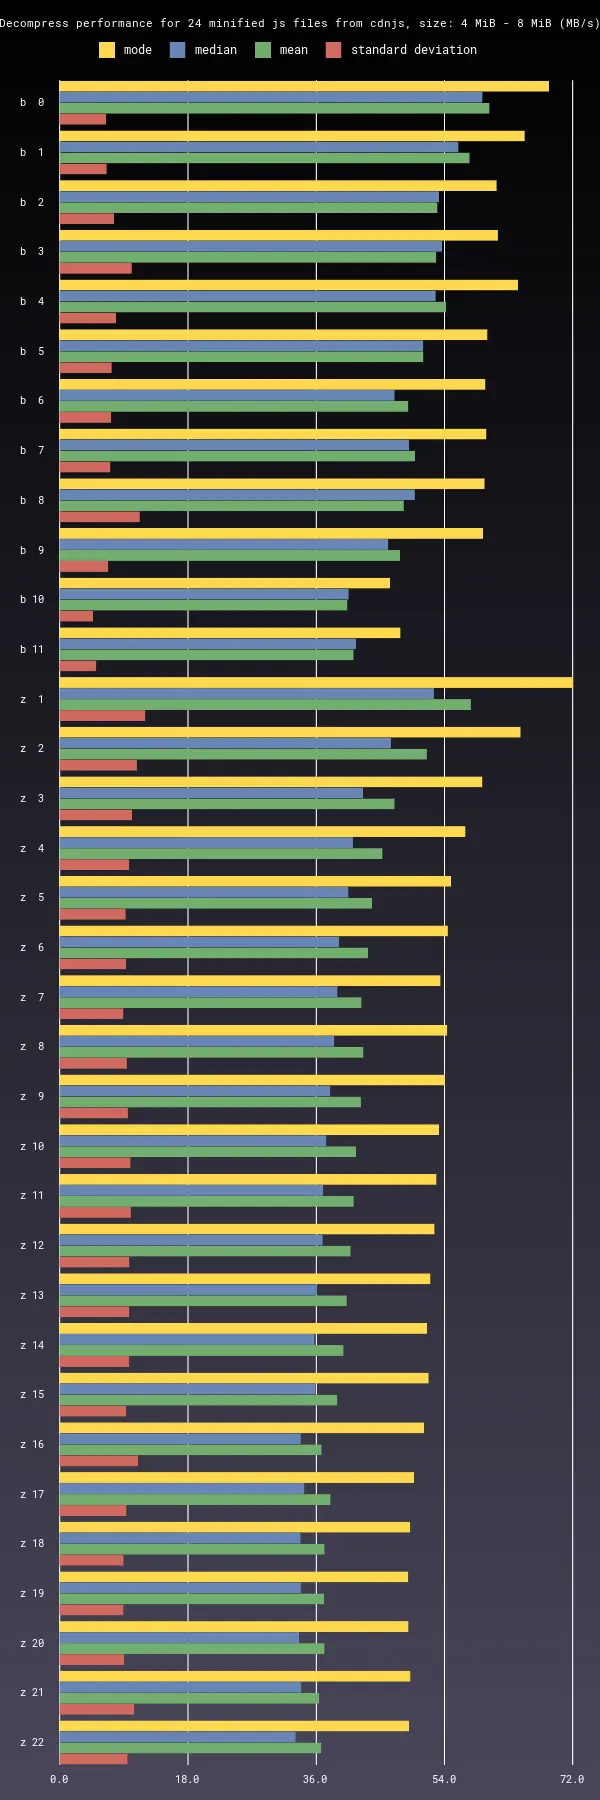 Decompress performance for 24 minified js files from cdnjs, size: 4 MiB - 8 MiB (MB/s)
mode median mean standard deviation
b 0
b 1
b 2
b 3
b 4
b 5
b 6
b 7
b 8
b 9
b 10
b 11
z 1
z 2
z 3
z 4
z 5
z 6
z 7
z 8
z 9
z 10
z 11
z 12
z 13
z 14
z 15
z 16
z 17
z 18
z 19
z 20
z 21
z 22
0.0 18.0 36.0 54.0 72.0